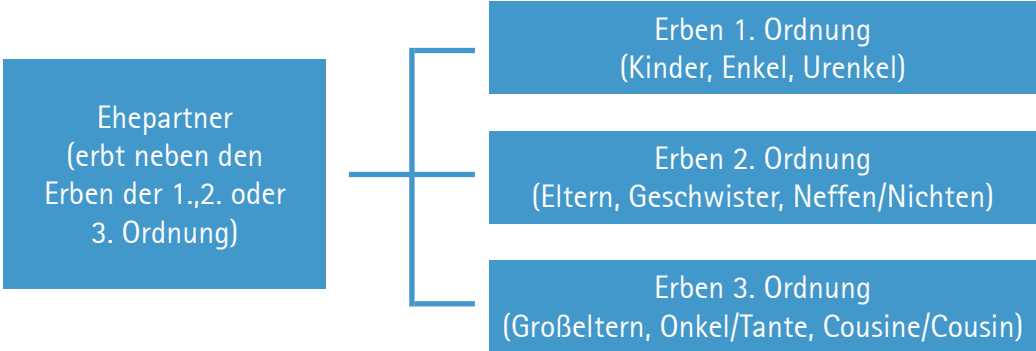 Ehepartner
(erbt neben den
Erben der 1.,2. oder
3. Ordnung)
Erben 1. Ordnung
(Kinder, Enkel, Urenkel)
Erben 2. Ordnung
(Eltern, Geschwister, Neffen/Nichten)
Erben 3. Ordnung
(Großeltern, Onkel/Tante, Cousine/Cousin)